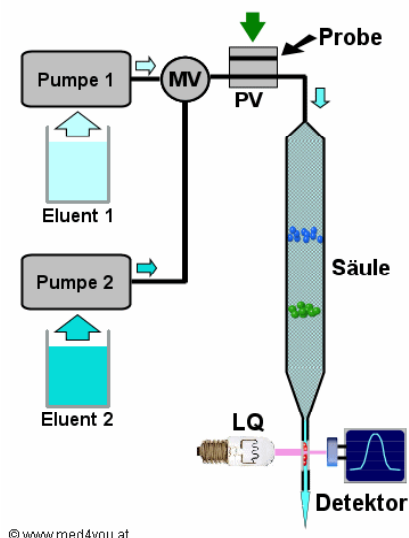 Probe
Pumpe 1
MV
PV
Eluent 1
Säule
Pumpe 2
Eluent 2
LQ
Detektor
© www.med4you.at